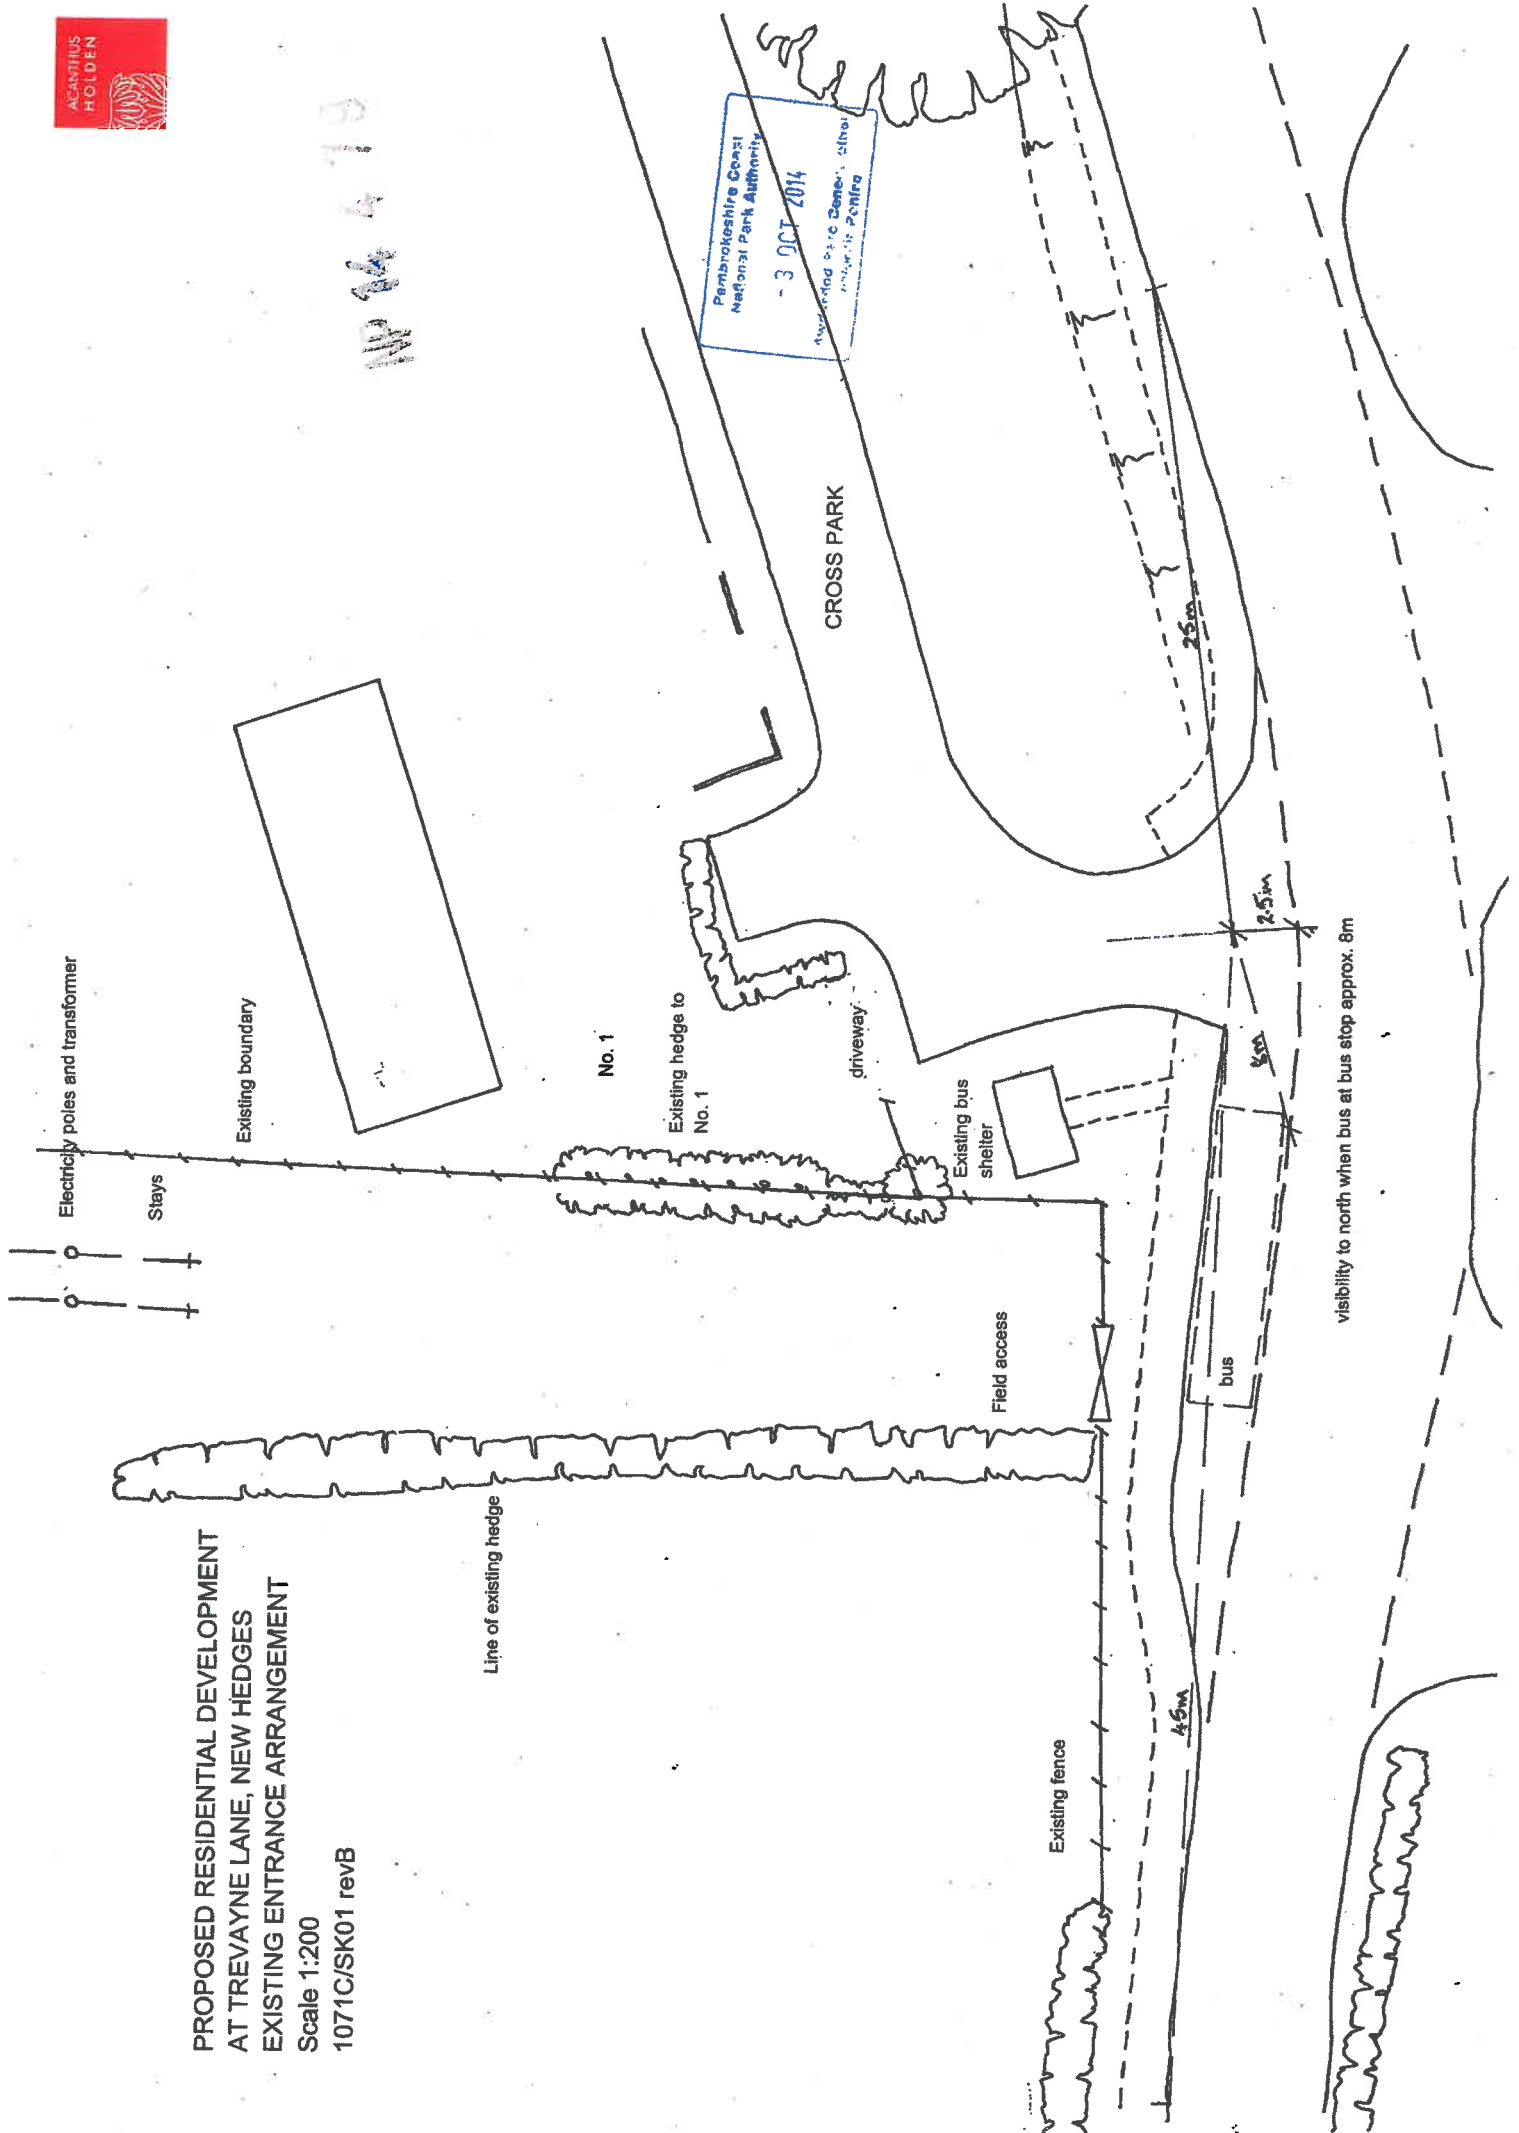 ACANTHUS
HOLDEN
PROPOSED RESIDENTIAL DEVELOPMENT
AT TREVAYNE LANE, NEW HEDGES
EXISTING ENTRANCE ARRANGEMENT
Scale 1:200
1071C/SK01 revB
NP 14 4 19
Pembrokeshire Coast
National Park Authority
- 3 OCT 2014
Electricity poles and transformer
Stays
Existing boundary
Line of existing hedge
No. 1
Existing hedge to
No. 1
driveway
Existing bus
shelter
Field access
Existing fence
CROSS PARK
25m
2.5m
8m
45m
bus
visibility to north when bus at bus stop approx. 8m